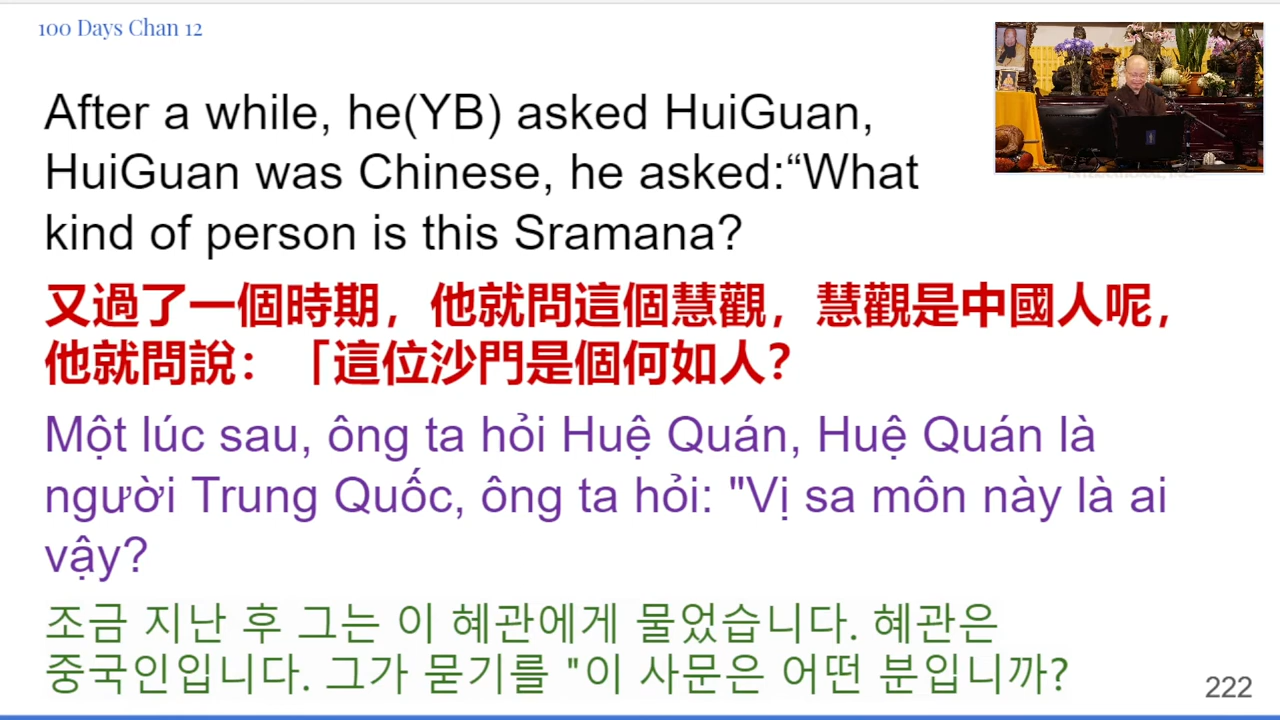 100 Days Chan 12
After a while, he(YB) asked HuiGuan,
HuiGuan was Chinese, he asked:“What
kind of person is this Sramana?
又過了一個時期，他就問這個慧觀，慧觀是中國人呢，
他就問說：「這位沙門是個何如人？
Một lúc sau, ông ta hỏi Huệ Quán, Huệ Quán là
người Trung Quốc, ông ta hỏi: "Vị sa môn này là ai
vậy?
조금 지난 후 그는 이 혜관에게 물었습니다. 혜관은
중국인입니다. 그가 묻기를 "이 사문은 어떤 분입니까?
222